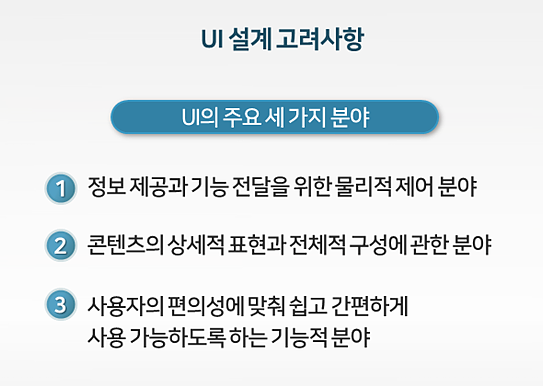 UI 설계 고려사항
UI의 주요 세 가지 분야
1 정보 제공과 기능 전달을 위한 물리적 제어 분야
2 콘텐츠의 상세적 표현과 전체적 구성에 관한 분야
3 사용자의 편의성에 맞춰 쉽고 간편하게
사용 가능하도록 하는 기능적 분야